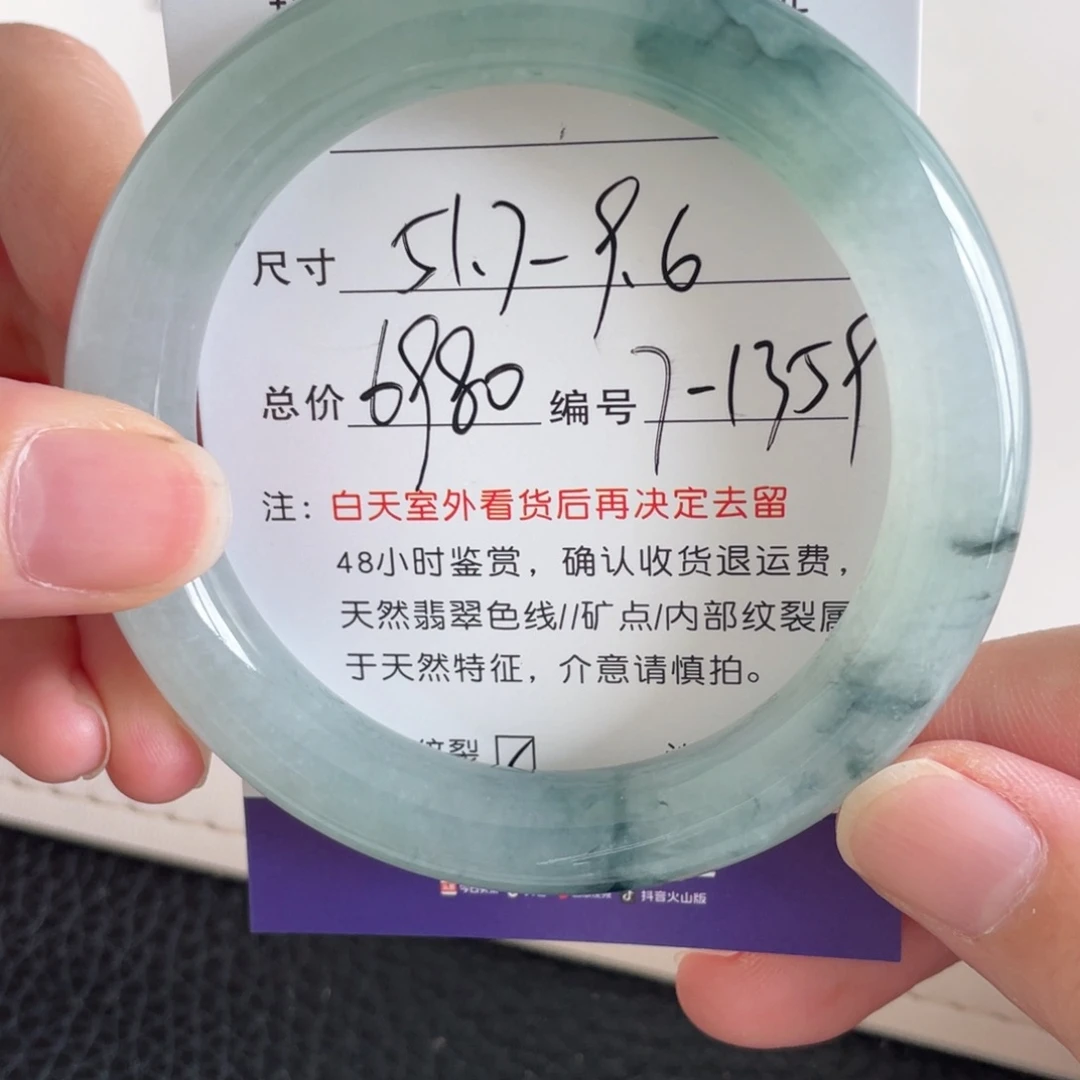 尺寸 51.7-9.6
总价 6980 编号 7-1359
注：白天室外看货后再决定去留
48小时鉴赏，确认收货退运费，
天然翡翠色线//矿点/内部纹裂属
于天然特征，介意请慎拍。
纹裂
抖音火山版